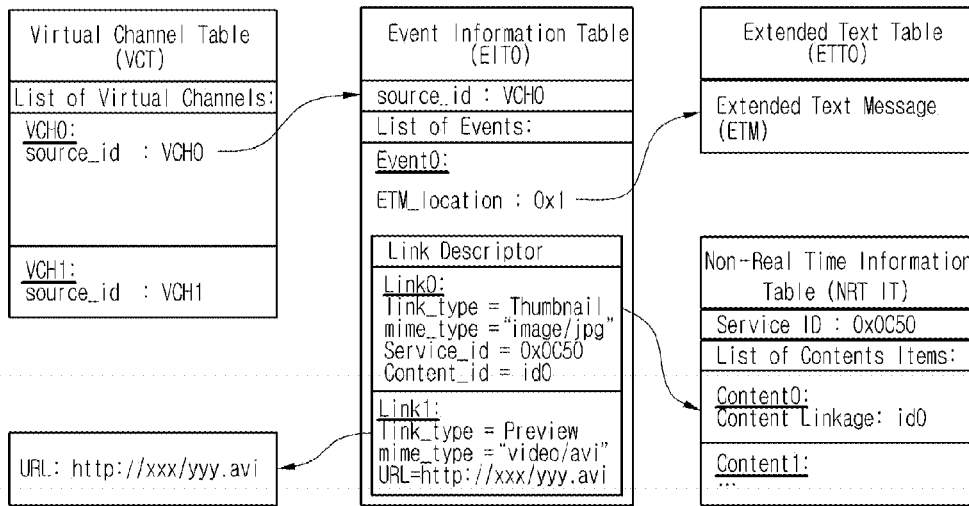 Virtual Channel Table
(VCT)
List of Virtual Channels:
VCH0:
source_id : VCH0
VCH1:
source_id : VCH1
URL: http://xxx/yyy.avi
Event Information Table
(EIT0)
source_id : VCH0
List of Events:
Event0:
ETM_location : 0x1
Link Descriptor
Link0:
link_type = Thumbnail
mime_type = "image/jpg"
Service_id = 0x0C50
Content_id = id0
Link1:
link_type = Preview
mime_type = "video/avi"
URL=http://xxx/yyy.avi
Extended Text Table
(ETT0)
Extended Text Message
(ETM)
Non-Real Time Information
Table (NRT IT)
Service ID : 0x0C50
List of Contents Items:
Content0:
Content Linkage: id0
Content1:
...